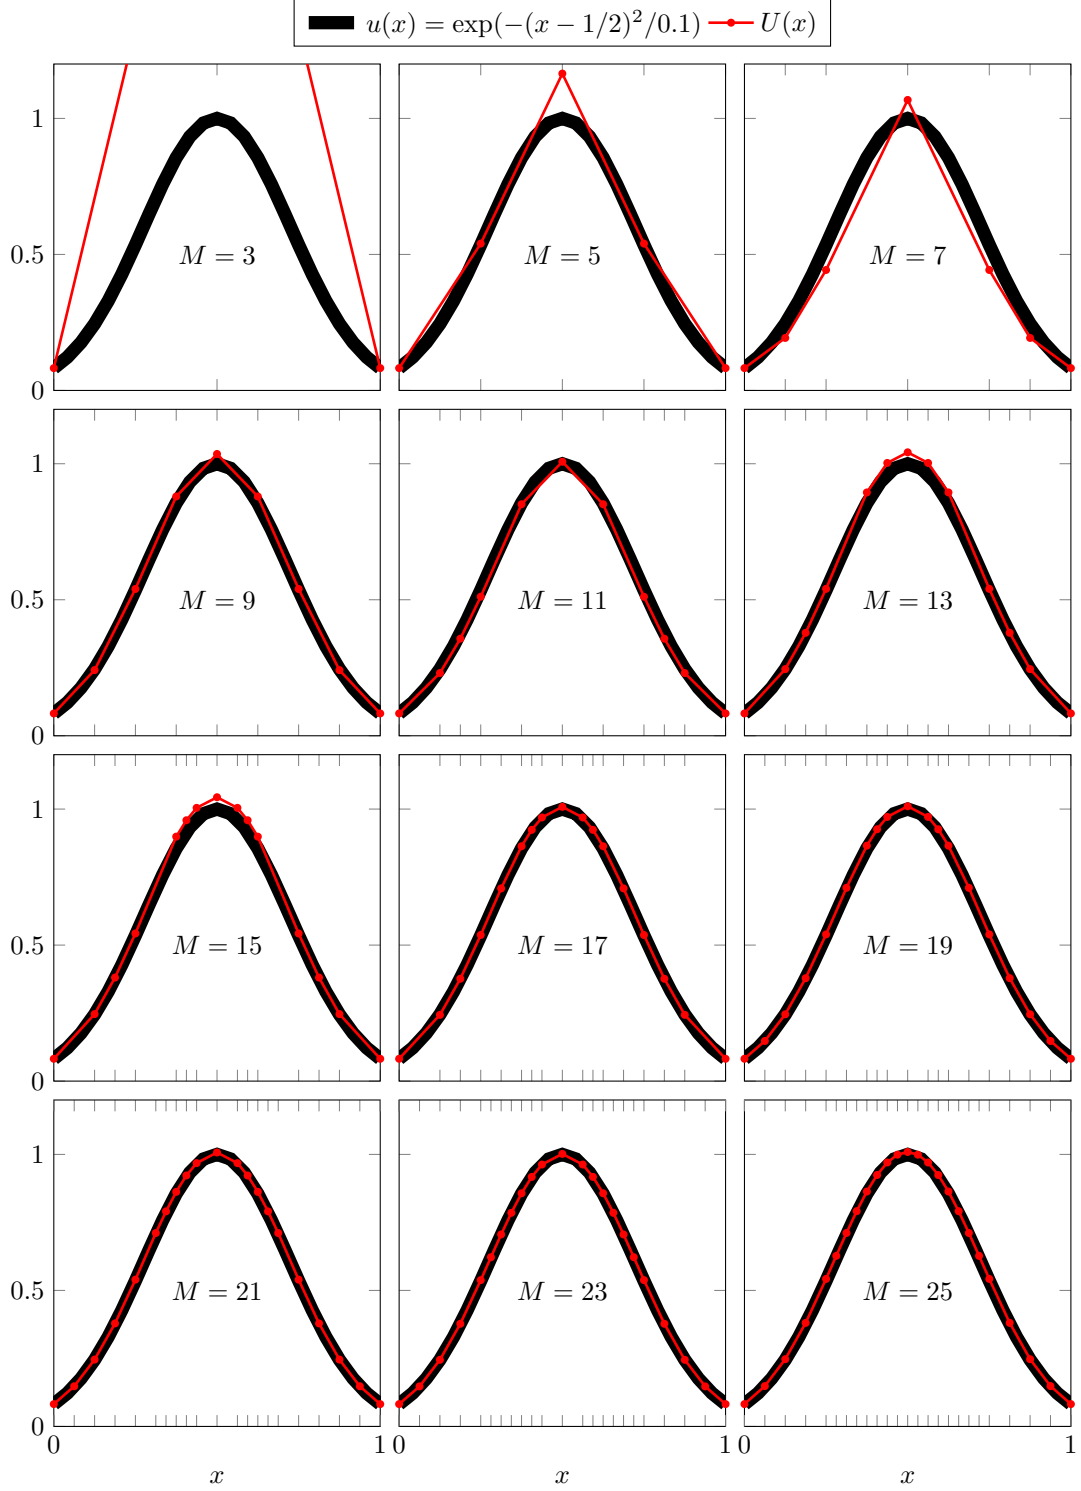 u(x) = exp(−(x − 1/2)²/0.1) U(x)
1
0.5
0
M = 3
M = 5
M = 7
1
0.5
0
M = 9
M = 11
M = 13
1
0.5
0
M = 15
M = 17
M = 19
1
0.5
0
M = 21
M = 23
M = 25
0 1 0 1 0 1
x x x